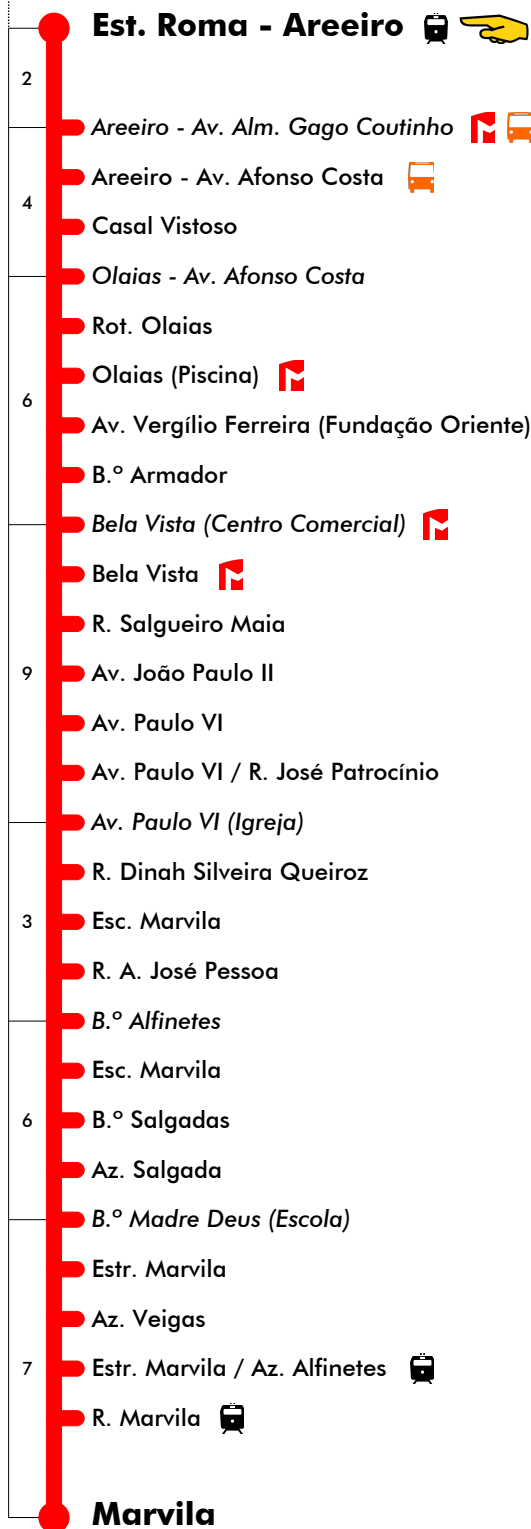 Est. Roma - Areeiro
2
Areeiro - Av. Alm. Gago Coutinho
Areeiro - Av. Afonso Costa
4
Casal Vistoso
Olaias - Av. Afonso Costa
Rot. Olaias
Olaias (Piscina)
6
Av. Vergílio Ferreira (Fundação Oriente)
B.º Armador
Bela Vista (Centro Comercial)
Bela Vista
R. Salgueiro Maia
9
Av. João Paulo II
Av. Paulo VI
Av. Paulo VI / R. José Patrocínio
Av. Paulo VI (Igreja)
R. Dinah Silveira Queiroz
3
Esc. Marvila
R. A. José Pessoa
B.º Alfinetes
Esc. Marvila
6
B.º Salgadas
Az. Salgada
B.º Madre Deus (Escola)
Estr. Marvila
Az. Veigas
7
Estr. Marvila / Az. Alfinetes
R. Marvila
Marvila